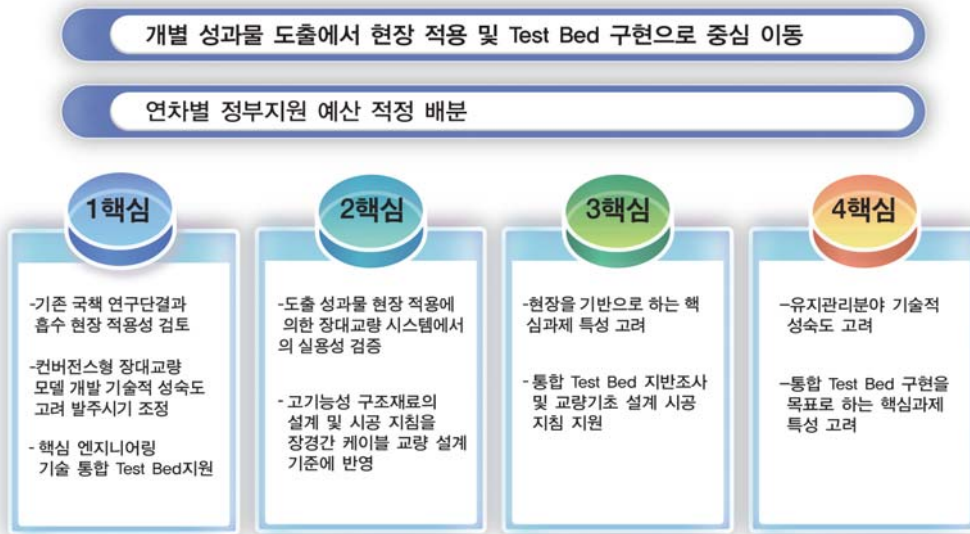 개별 성과물 도출에서 현장 적용 및 Test Bed 구현으로 중심 이동
연차별 정부지원 예산 적정 배분
1핵심
-기존 국책 연구단결과
흡수 현장 적용성 검토
-컨버전스형 장대교량
모델 개발 기술적 성숙도
고려 발주시기 조정
- 핵심 엔지니어링
기술 통합 Test Bed지원
2핵심
-도출 성과물 현장 적용에
의한 장대교량 시스템에서
의 실용성 검증
- 고기능성 구조재료의
설계 및 시공 지침을
장경간 케이블 교량 설계
기준에 반영
3핵심
-현장을 기반으로 하는 핵
심과제 특성 고려
- 통합 Test Bed 지반조사
및 교량기초 설계 시공
지침 지원
4핵심
-유지관리분야 기술적
성숙도 고려
-통합 Test Bed 구현을
목표로 하는 핵심과제
특성 고려